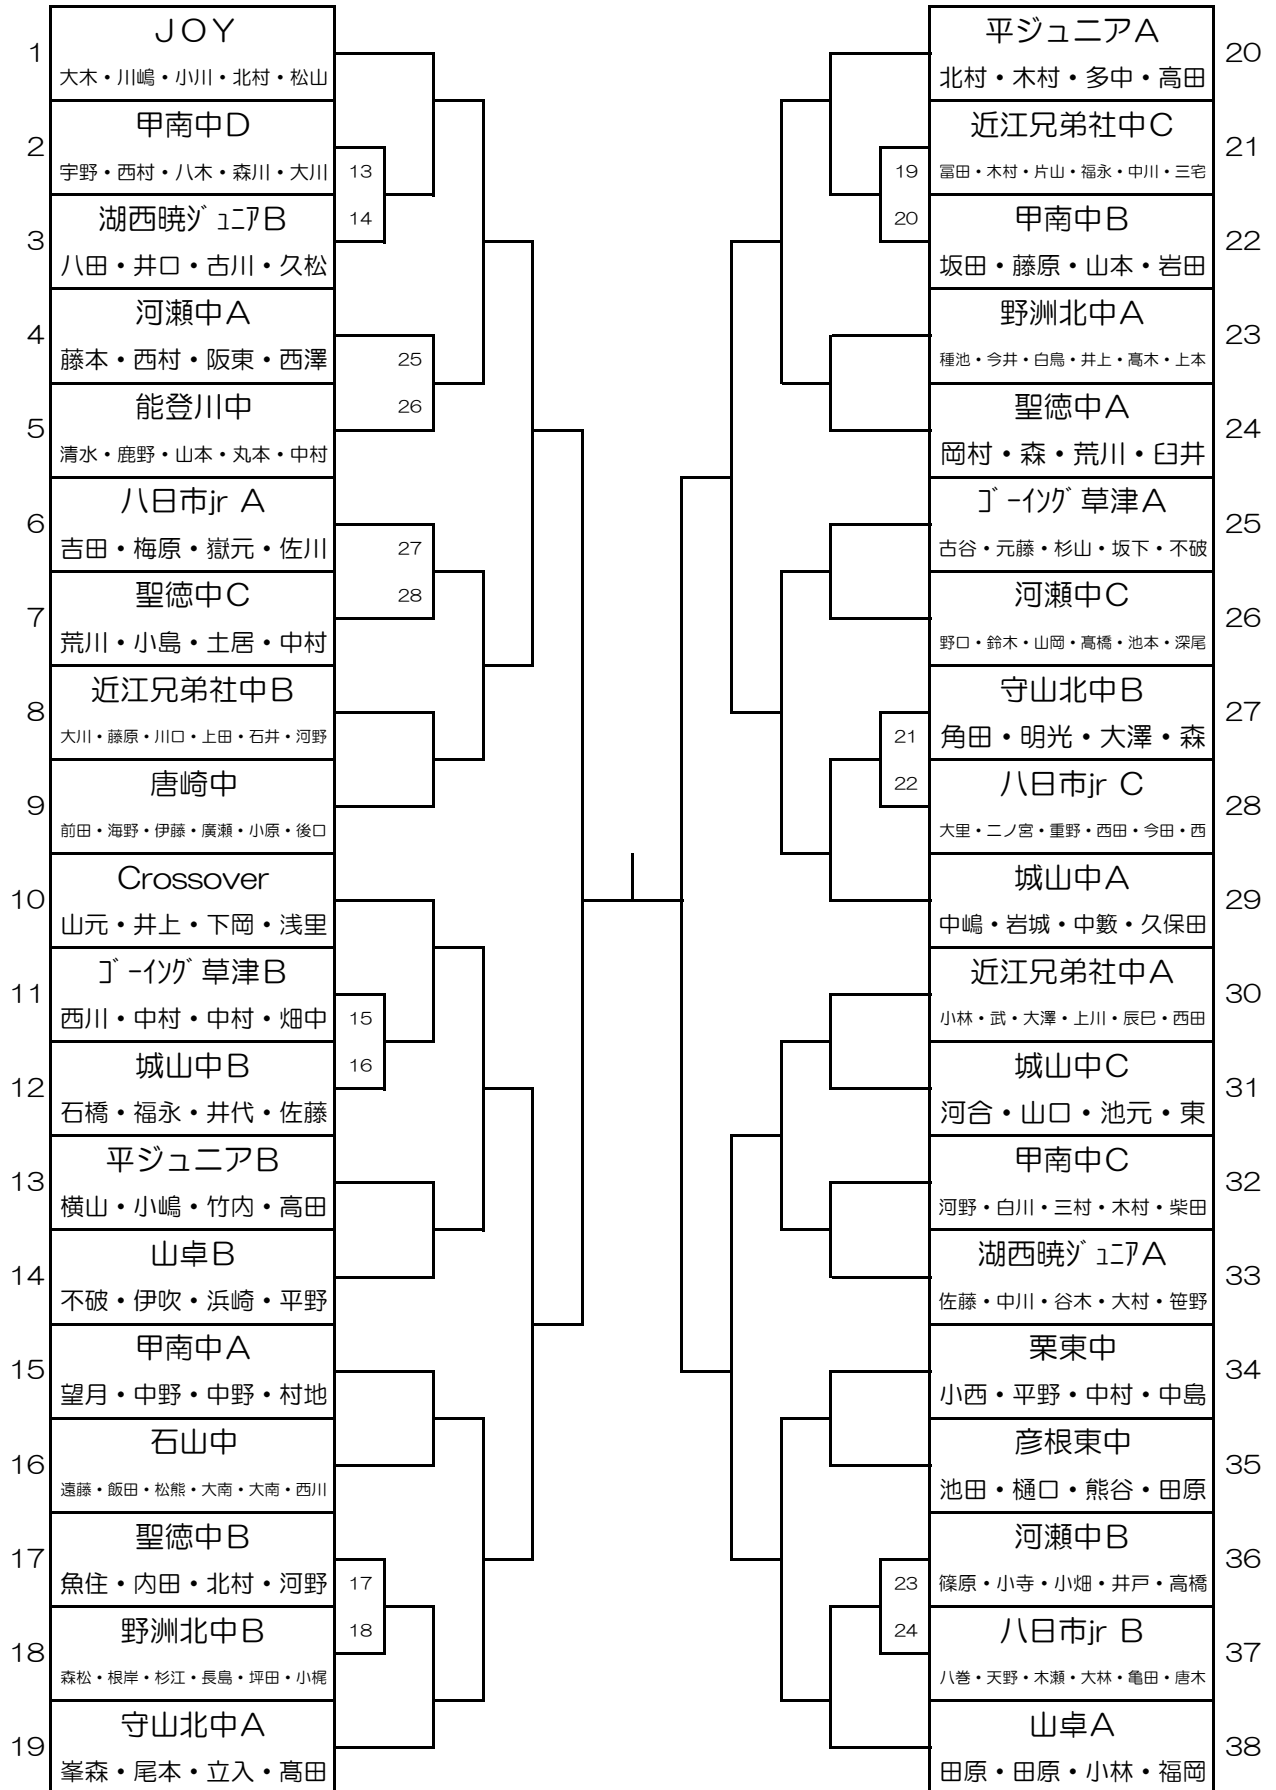 1
ＪＯＹ
大木・川嶋・小川・北村・松山
2
甲南中Ｄ
宇野・西村・八木・森川・大川
13
3
湖西暁ｼﾞｭﾆｱＢ
八田・井口・古川・久松
14
4
河瀬中Ａ
藤本・西村・阪東・西澤
25
5
能登川中
清水・鹿野・山本・丸本・中村
26
6
八日市jr Ａ
吉田・梅原・嶽元・佐川
27
7
聖徳中Ｃ
荒川・小島・土居・中村
28
8
近江兄弟社中Ｂ
大川・藤原・川口・上田・石井・河野
9
唐崎中
前田・海野・伊藤・廣瀬・小原・後口
10
Crossover
山元・井上・下岡・浅里
11
ｺﾞｰｲﾝｸﾞ草津Ｂ
西川・中村・中村・畑中
15
12
城山中Ｂ
石橋・福永・井代・佐藤
16
13
平ジュニアＢ
横山・小嶋・竹内・高田
14
山卓Ｂ
不破・伊吹・浜崎・平野
15
甲南中Ａ
望月・中野・中野・村地
16
石山中
遠藤・飯田・松熊・大南・大南・西川
17
聖徳中Ｂ
魚住・内田・北村・河野
17
18
野洲北中Ｂ
森松・根岸・杉江・長島・坪田・小梶
18
19
守山北中Ａ
峯森・尾本・立入・髙田
20
平ジュニアＡ
北村・木村・多中・高田
21
近江兄弟社中Ｃ
冨田・木村・片山・福永・中川・三宅
19
22
甲南中Ｂ
坂田・藤原・山本・岩田
20
23
野洲北中Ａ
種池・今井・白鳥・井上・髙木・上本
24
聖徳中Ａ
岡村・森・荒川・臼井
25
ｺﾞｰｲﾝｸﾞ草津Ａ
古谷・元藤・杉山・坂下・不破
26
河瀬中Ｃ
野口・鈴木・山岡・髙橋・池本・深尾
27
守山北中Ｂ
角田・明光・大澤・森
21
28
八日市jr Ｃ
大里・二ノ宮・重野・西田・今田・西
22
29
城山中Ａ
中嶋・岩城・中籔・久保田
30
近江兄弟社中Ａ
小林・武・大澤・上川・辰巳・西田
31
城山中Ｃ
河合・山口・池元・東
32
甲南中Ｃ
河野・白川・三村・木村・柴田
33
湖西暁ｼﾞｭﾆｱＡ
佐藤・中川・谷木・大村・笹野
34
栗東中
小西・平野・中村・中島
35
彦根東中
池田・樋口・熊谷・田原
36
河瀬中Ｂ
篠原・小寺・小畑・井戸・高橋
23
37
八日市jr Ｂ
八巻・天野・木瀬・大林・亀田・唐木
24
38
山卓Ａ
田原・田原・小林・福岡